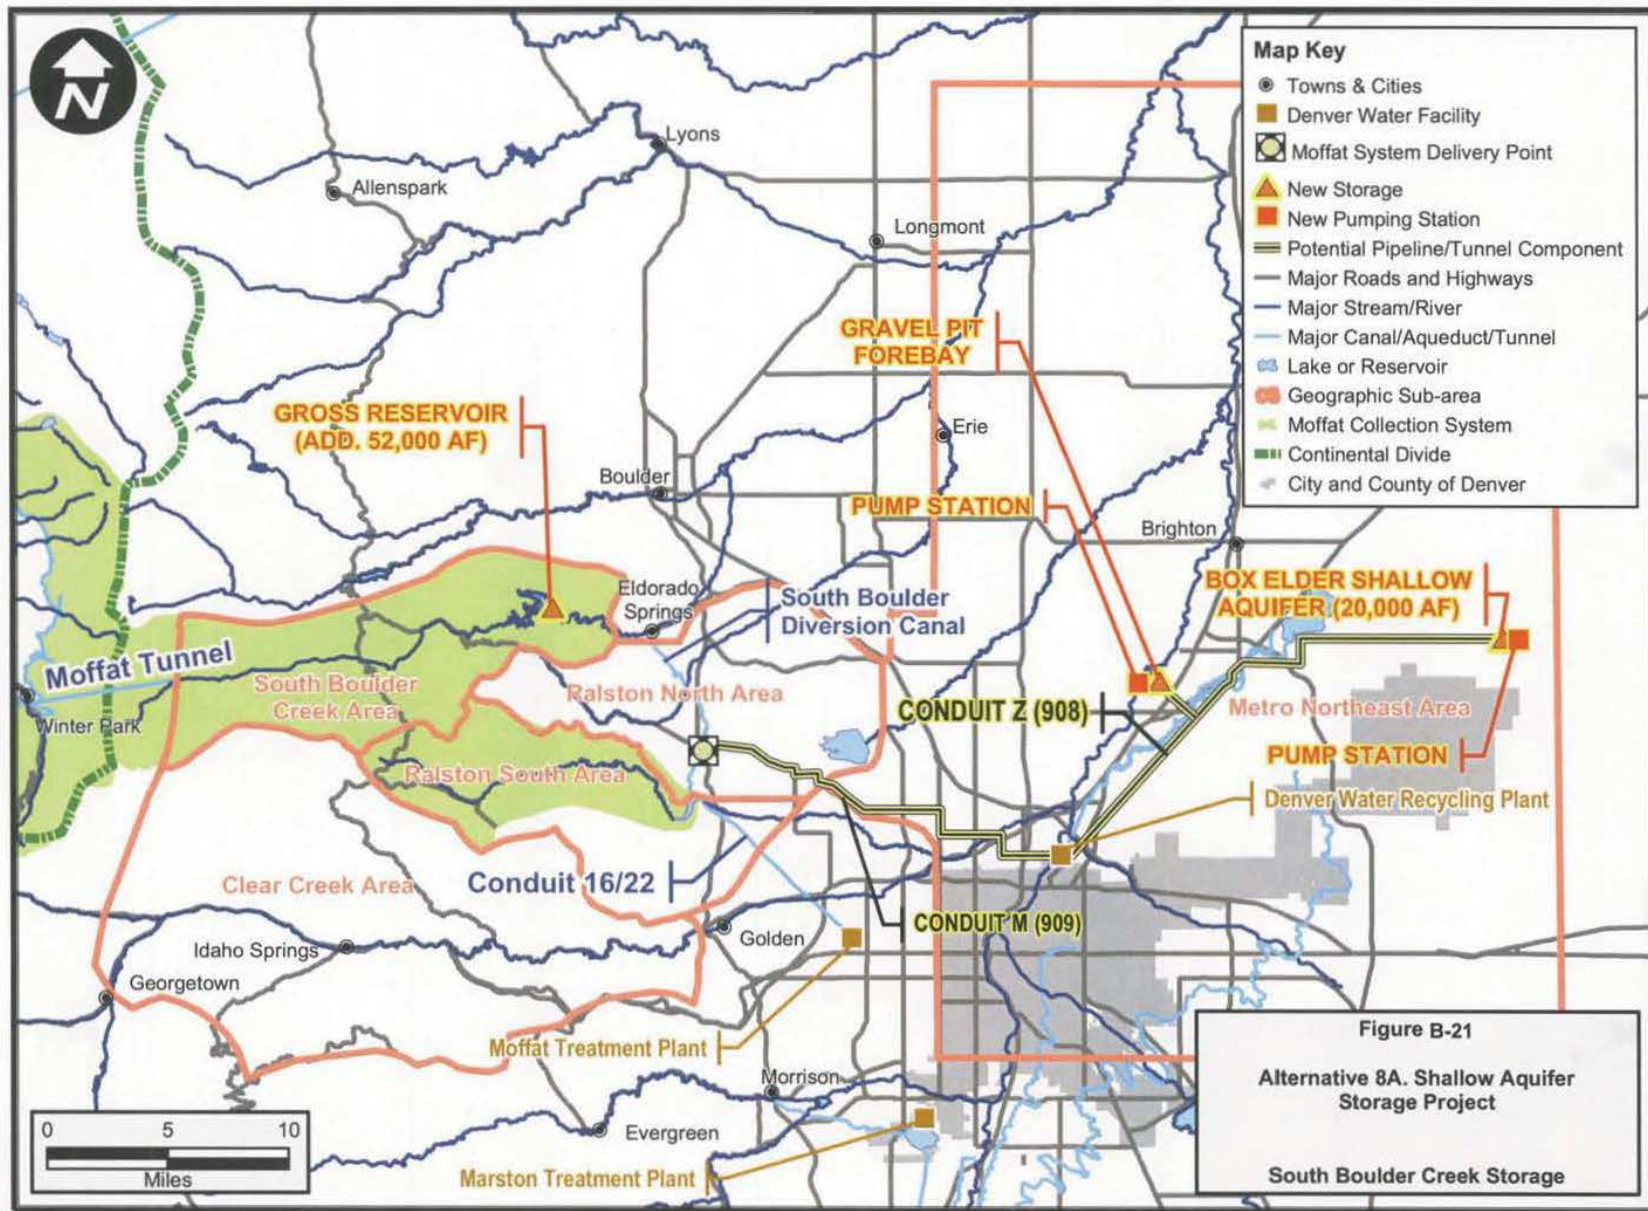 N
Map Key
Towns & Cities
Denver Water Facility
Moffat System Delivery Point
New Storage
New Pumping Station
Potential Pipeline/Tunnel Component
Major Roads and Highways
Major Stream/River
Major Canal/Aqueduct/Tunnel
Lake or Reservoir
Geographic Sub-area
Moffat Collection System
Continental Divide
City and County of Denver
Lyons
Allenspark
Longmont
GRAVEL PIT
FOREBAY
GROSS RESERVOIR
(ADD. 52,000 AF)
Erie
Boulder
PUMP STATION
Brighton
BOX ELDER SHALLOW
AQUIFER (20,000 AF)
Eldorado
Springs
South Boulder
Diversion Canal
Moffat Tunnel
South Boulder
Creek Area
Ralston North Area
CONDUIT Z (908)
Metro Northeast Area
Winter Park
PUMP STATION
Ralston South Area
Denver Water Recycling Plant
Clear Creek Area
Conduit 16/22
CONDUIT M (909)
Golden
Idaho Springs
Georgetown
Moffat Treatment Plant
Morrison
Evergreen
Marston Treatment Plant
0 5 10
Miles
Figure B-21
Alternative 8A. Shallow Aquifer
Storage Project
South Boulder Creek Storage